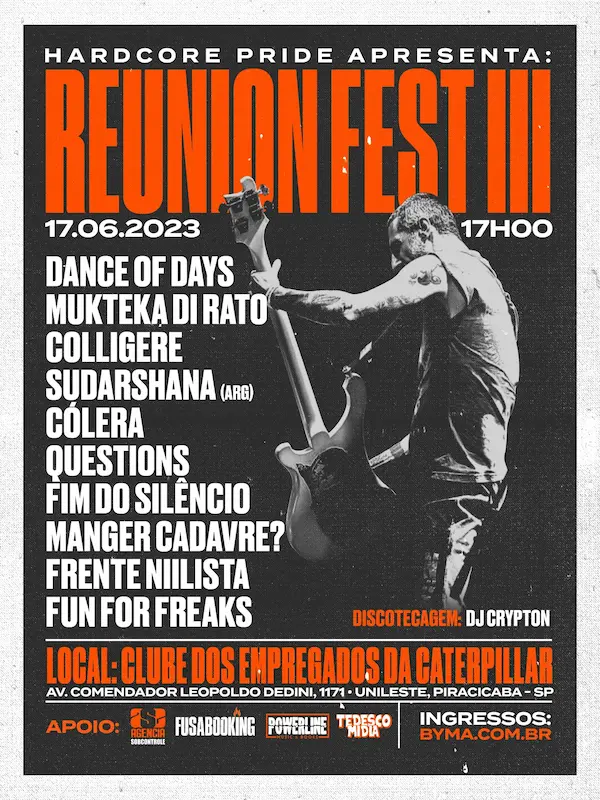 HARDCORE PRIDE APRESENTA:
REUNION FEST III
17.06.2023 17H00
DANCE OF DAYS
MUKTEKA DI RATO
COLLIGERE
SUDARSHANA (ARG)
CÓLERA
QUESTIONS
FIM DO SILÊNCIO
MANGER CADAVRE?
FRENTE NIILISTA
FUN FOR FREAKS
DISCOTECAGEM: DJ CRYPTON
LOCAL: CLUBE DOS EMPREGADOS DA CATERPILLAR
AV. COMENDADOR LEOPOLDO DEDINI, 1171 • UNILESTE, PIRACICABA - SP
APOIO:
AGENCIA
SOBCONTROLE
FUSABOOKING
POWERLINE
MUSIC & BOOKS
TEDESCO
MIDIA
INGRESSOS:
BYMA.COM.BR